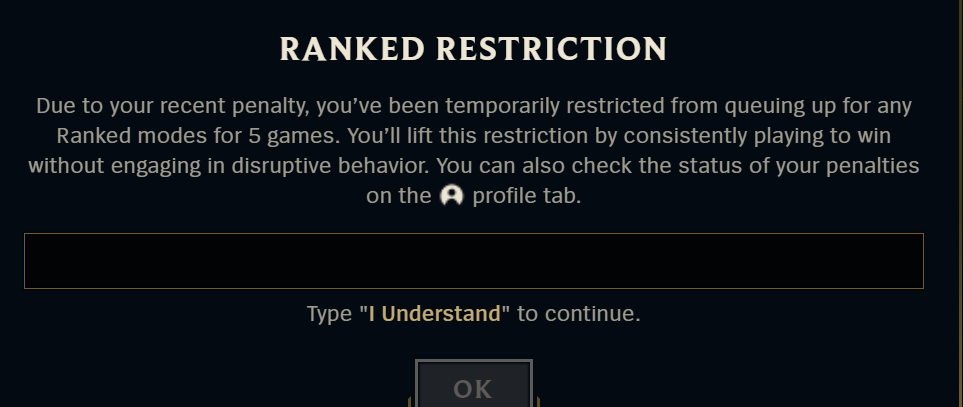 RANKED RESTRICTION
Due to your recent penalty, you’ve been temporarily restricted from queuing up for any
Ranked modes for 5 games. You’ll lift this restriction by consistently playing to win
without engaging in disruptive behavior. You can also check the status of your penalties
on the profile tab.
Type "I Understand" to continue.
OK